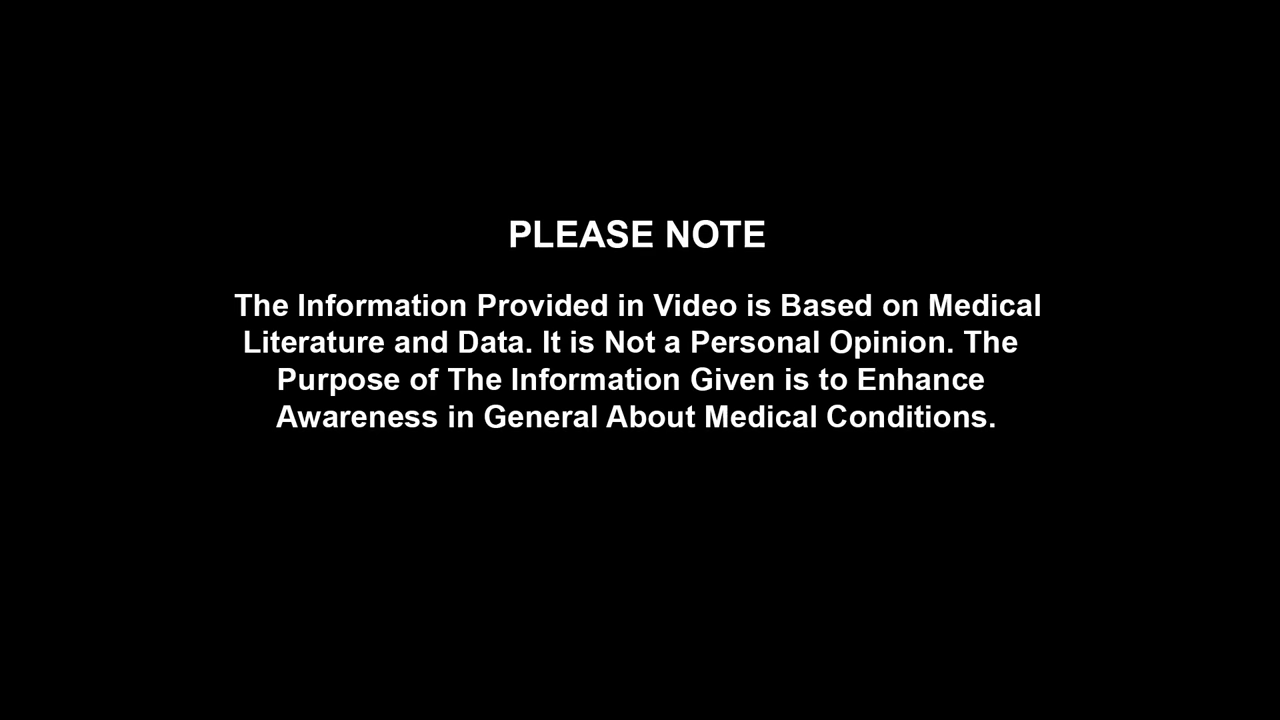 PLEASE NOTE
The Information Provided in Video is Based on Medical
Literature and Data. It is Not a Personal Opinion. The
Purpose of The Information Given is to Enhance
Awareness in General About Medical Conditions.